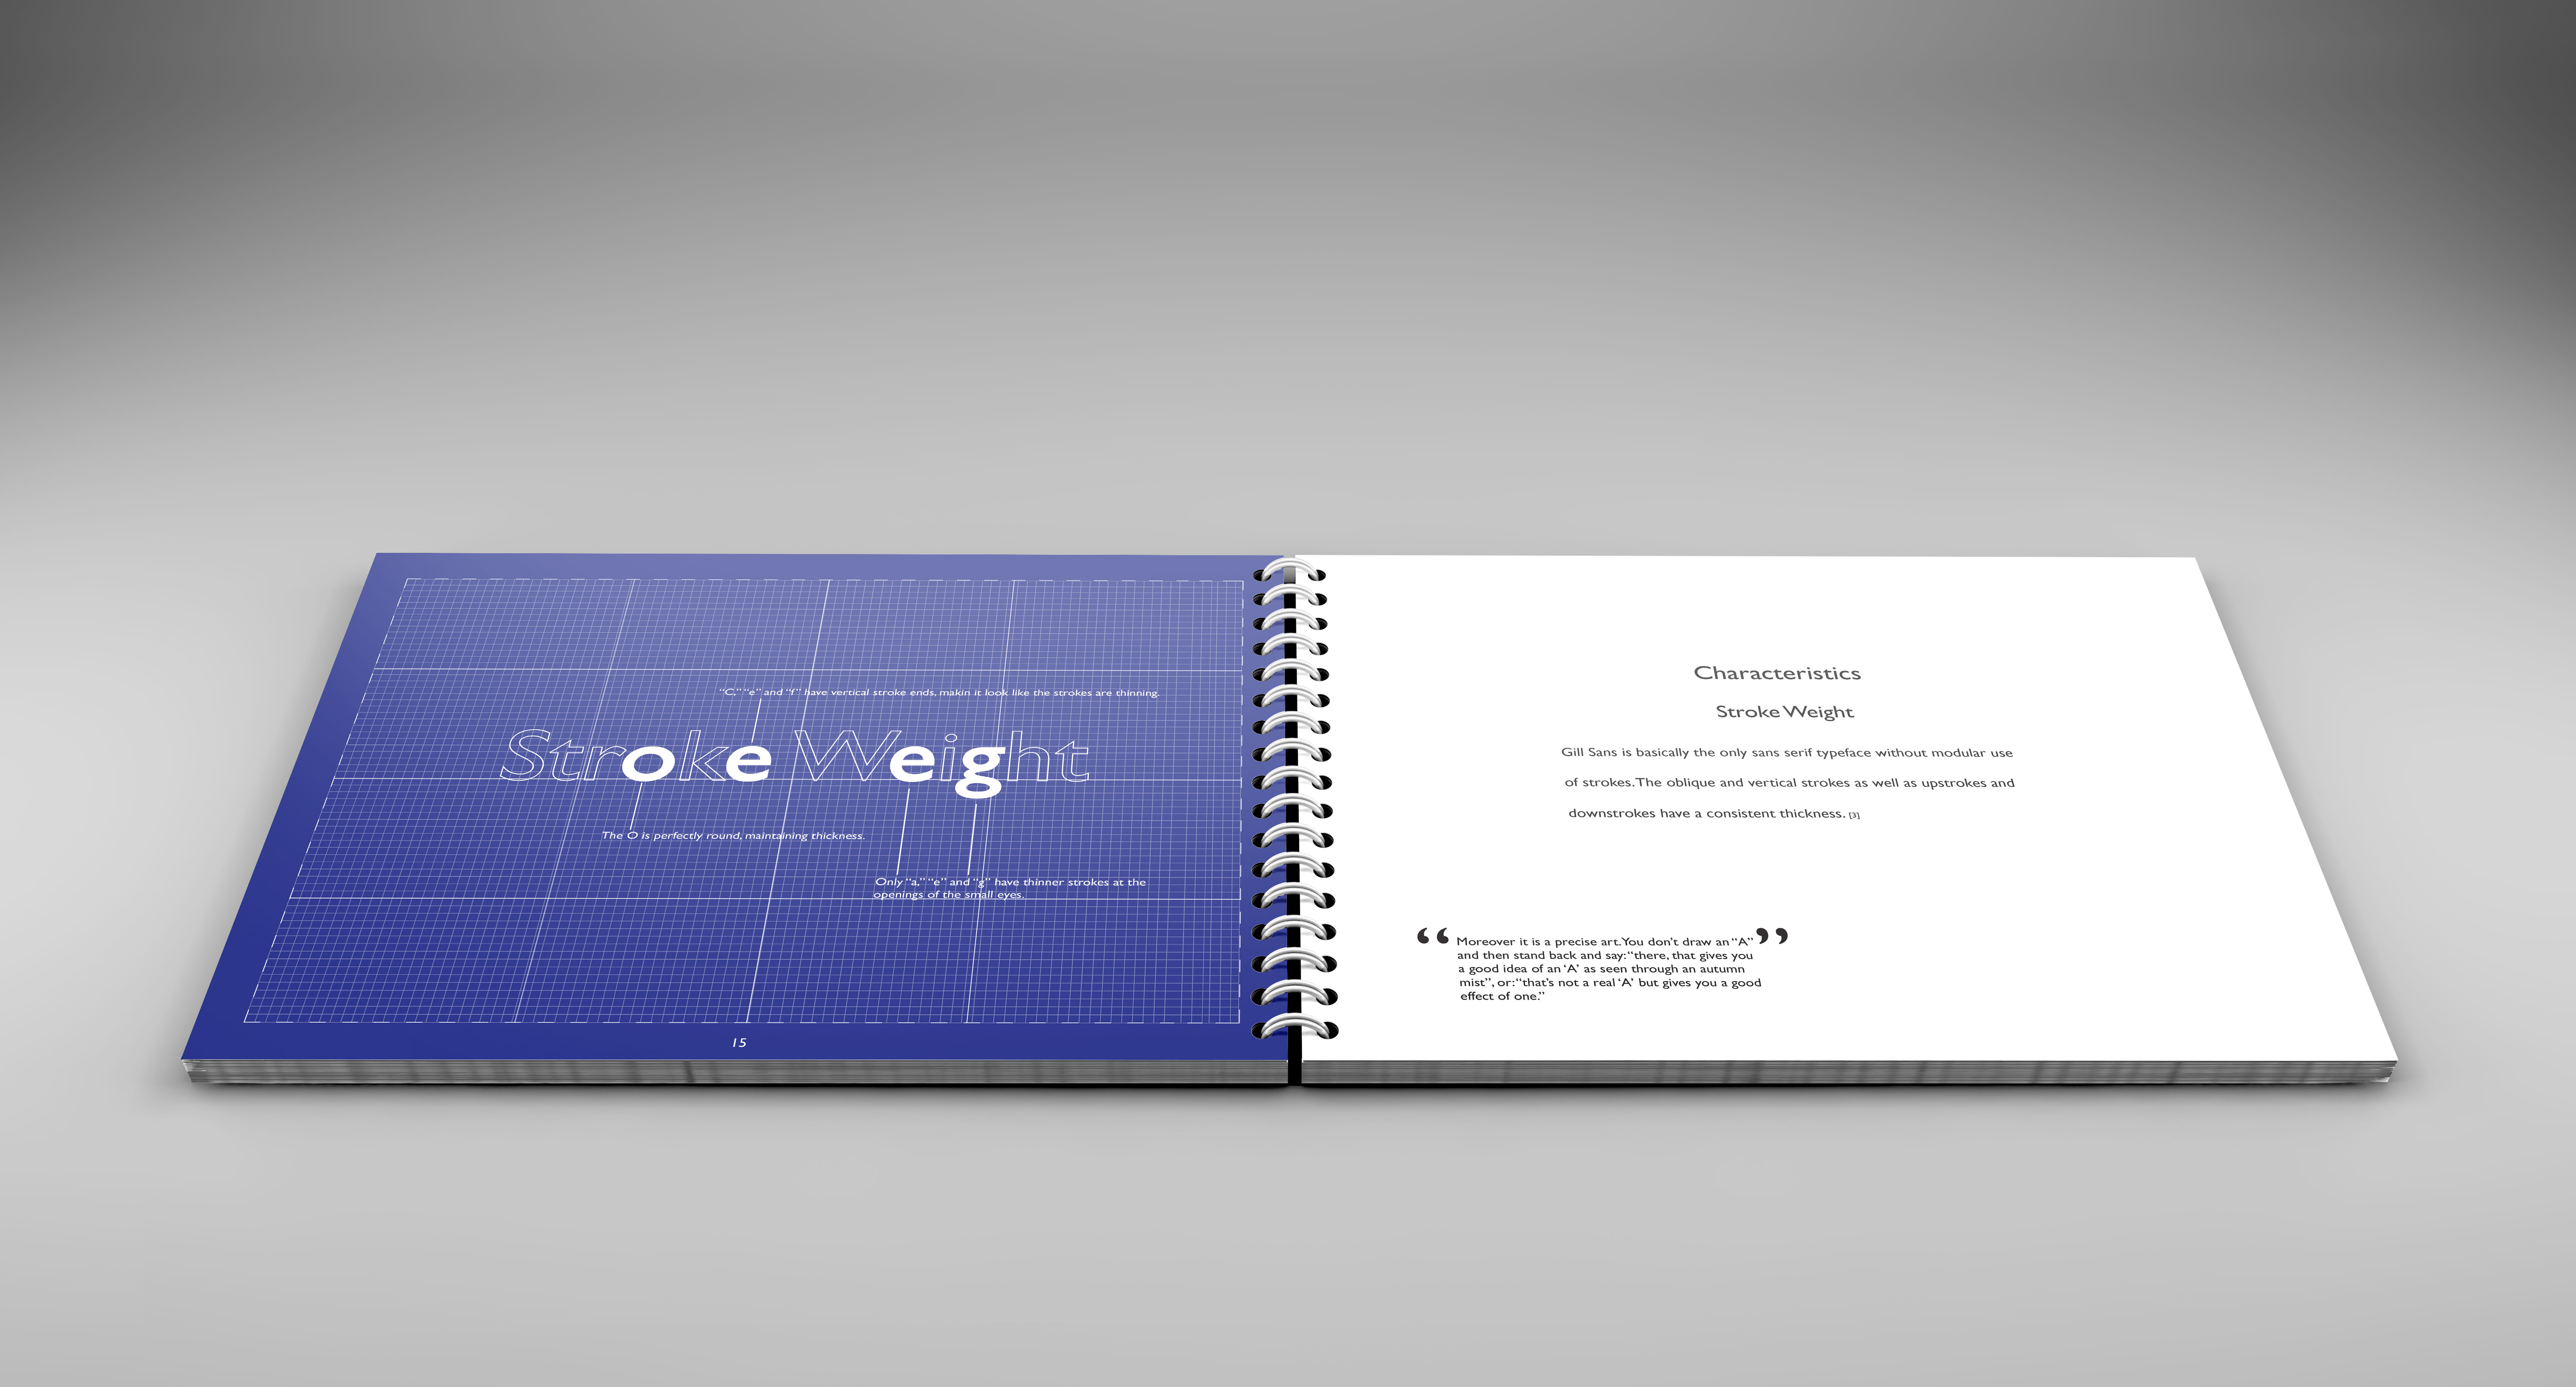 “C,” “e” and “f” have vertical stroke ends, makin it look like the strokes are thinning.
Stroke Weight
The O is perfectly round, maintaining thickness.
Only “a,” “e” and “g” have thinner strokes at the
openings of the small eyes.
15
Characteristics
Stroke Weight
Gill Sans is basically the only sans serif typeface without modular use
of strokes. The oblique and vertical strokes as well as upstrokes and
downstrokes have a consistent thickness. [3]
“ Moreover it is a precise art. You don’t draw an “A” ”
and then stand back and say: “there, that gives you
a good idea of an ‘A’ as seen through an autumn
mist”, or: “that’s not a real ‘A’ but gives you a good
effect of one.”